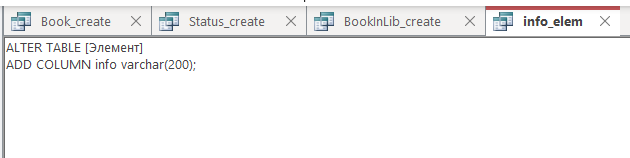 Book_create Status_create BookInLib_create info_elem
ALTER TABLE [Элемент]
ADD COLUMN info varchar(200);